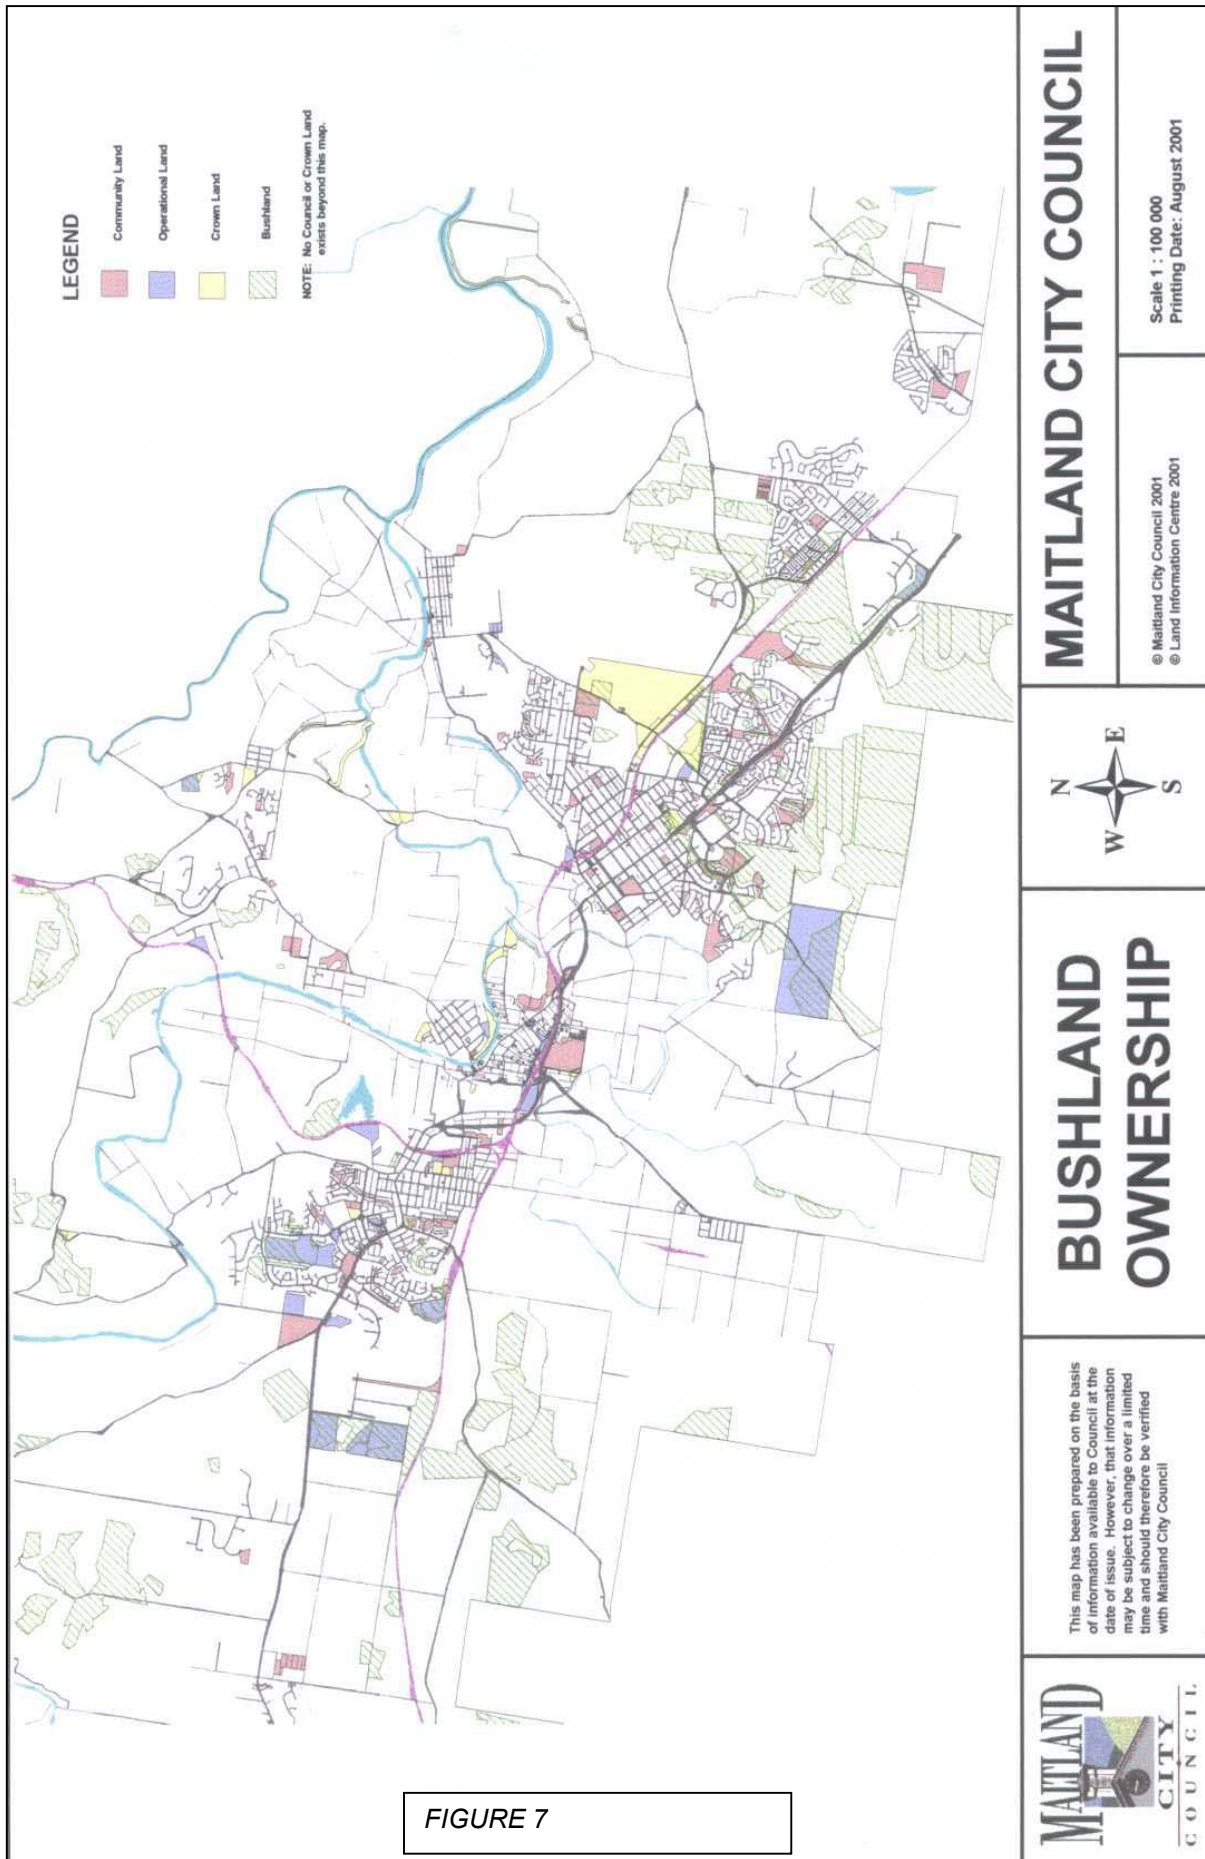 LEGEND
Community Land
Operational Land
Crown Land
Bushland
NOTE: No Council or Crown Land
exists beyond this map.
MAITLAND
CITY
COUNCIL
This map has been prepared on the basis
of information available to Council at the
date of issue. However, that information
may be subject to change over a limited
time and should therefore be verified
with Maitland City Council
BUSHLAND
OWNERSHIP
N
W
E
S
MAITLAND CITY COUNCIL
© Maitland City Council 2001
© Land Information Centre 2001
Scale 1 : 100 000
Printing Date: August 2001
FIGURE 7